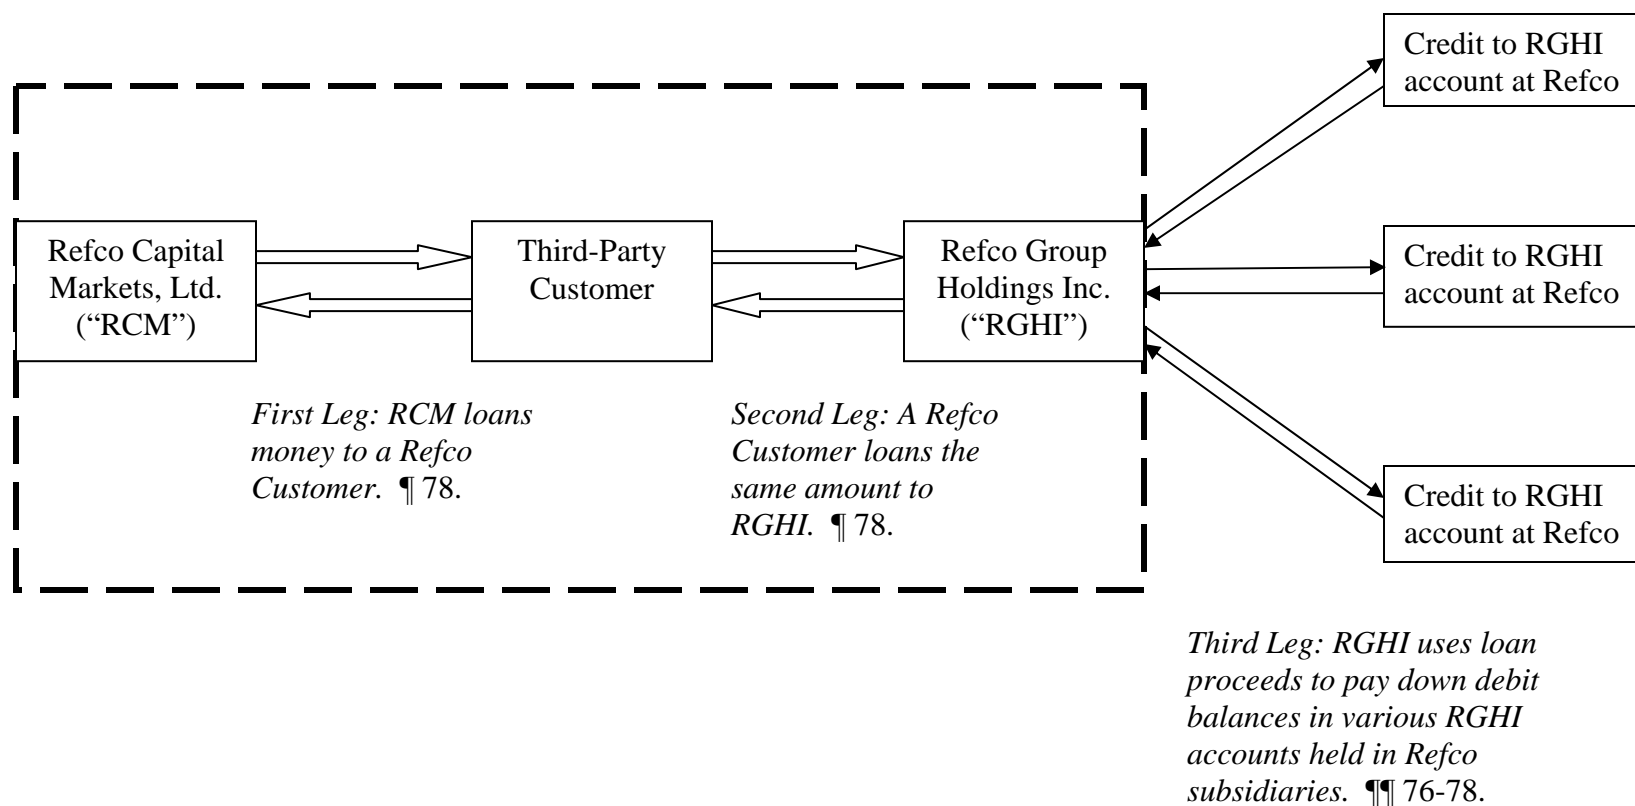 Credit to RGHI
account at Refco
Refco Capital
Markets, Ltd.
(“RCM”)
Third-Party
Customer
Refco Group
Holdings Inc.
(“RGHI”)
Credit to RGHI
account at Refco
First Leg: RCM loans
money to a Refco
Customer. ¶ 78.
Second Leg: A Refco
Customer loans the
same amount to
RGHI. ¶ 78.
Credit to RGHI
account at Refco
Third Leg: RGHI uses loan
proceeds to pay down debit
balances in various RGHI
accounts held in Refco
subsidiaries. ¶¶ 76-78.